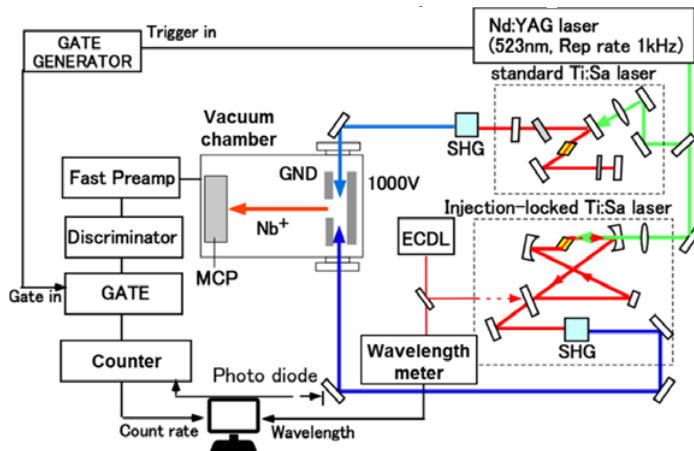 Nd:YAG laser
(523nm, Rep rate 1kHz)
GATE
GENERATOR
Trigger in
standard Ti:Sa laser
Vacuum
chamber
SHG
GND
1000V
Fast Preamp
Nb+
MCP
Discriminator
Injection-locked Ti:Sa laser
ECDL
Gate in
GATE
Counter
Wavelength
meter
SHG
Photo diode
Count rate
Wavelength